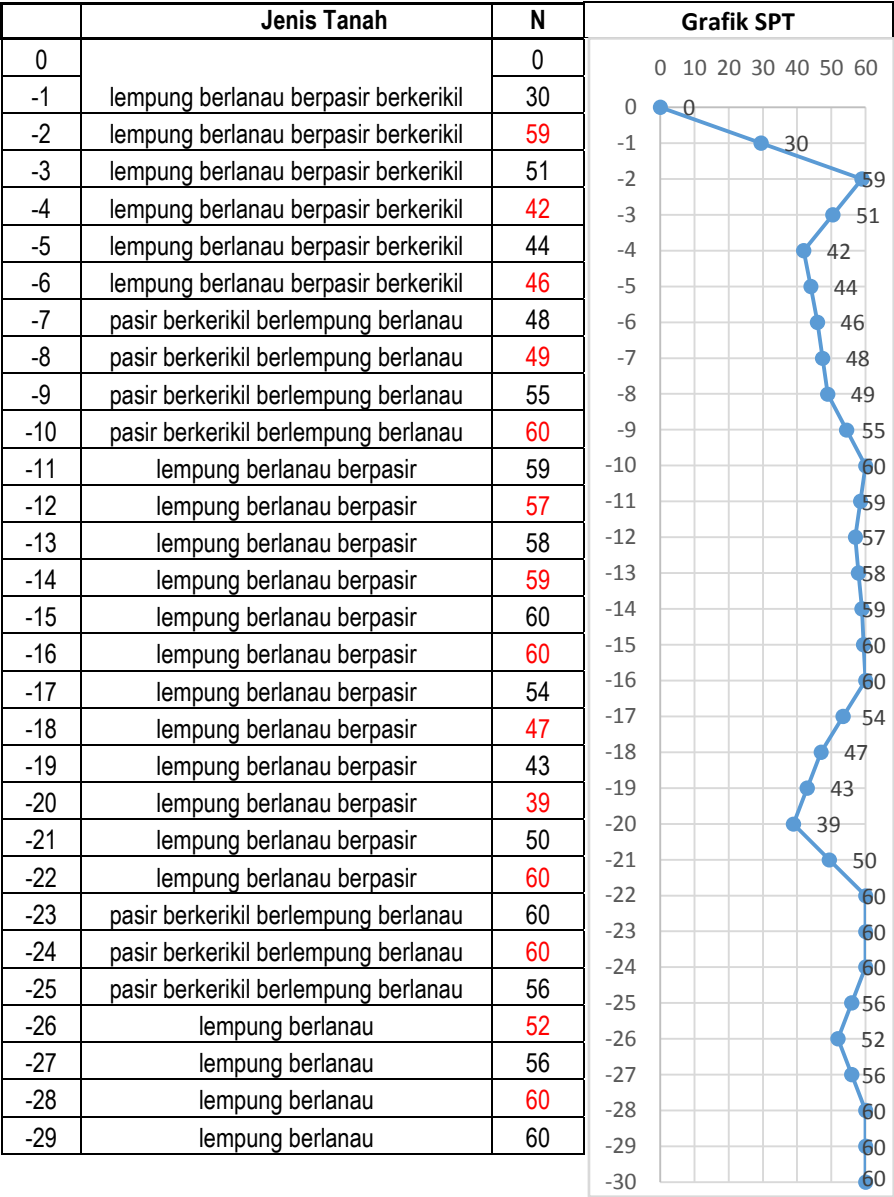 Jenis Tanah N
0 0
-1 lempung berlanau berpasir berkerikil 30
-2 lempung berlanau berpasir berkerikil 59
-3 lempung berlanau berpasir berkerikil 51
-4 lempung berlanau berpasir berkerikil 42
-5 lempung berlanau berpasir berkerikil 44
-6 lempung berlanau berpasir berkerikil 46
-7 pasir berkerikil berlempung berlanau 48
-8 pasir berkerikil berlempung berlanau 49
-9 pasir berkerikil berlempung berlanau 55
-10 pasir berkerikil berlempung berlanau 60
-11 lempung berlanau berpasir 59
-12 lempung berlanau berpasir 57
-13 lempung berlanau berpasir 58
-14 lempung berlanau berpasir 59
-15 lempung berlanau berpasir 60
-16 lempung berlanau berpasir 60
-17 lempung berlanau berpasir 54
-18 lempung berlanau berpasir 47
-19 lempung berlanau berpasir 43
-20 lempung berlanau berpasir 39
-21 lempung berlanau berpasir 50
-22 lempung berlanau berpasir 60
-23 pasir berkerikil berlempung berlanau 60
-24 pasir berkerikil berlempung berlanau 60
-25 pasir berkerikil berlempung berlanau 56
-26 lempung berlanau 52
-27 lempung berlanau 56
-28 lempung berlanau 60
-29 lempung berlanau 60
Grafik SPT
0 10 20 30 40 50 60
0 0
-1 30
-2 59
-3 51
-4 42
-5 44
-6 46
-7 48
-8 49
-9 55
-10 60
-11 59
-12 57
-13 58
-14 59
-15 60
-16 60
-17 54
-18 47
-19 43
-20 39
-21 50
-22 60
-23 60
-24 60
-25 56
-26 52
-27 56
-28 60
-29 60
-30 60